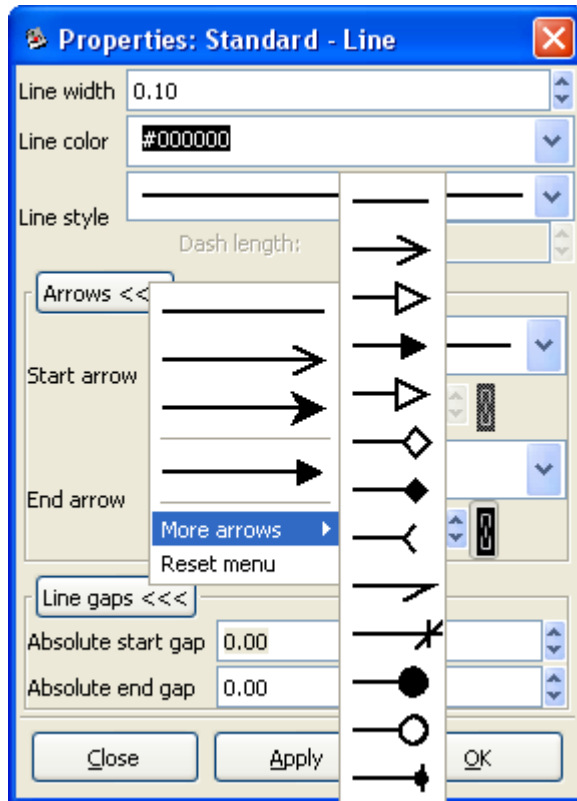 Properties: Standard - Line
Line width 0.10
Line color #000000
Line style
Dash length:
Arrows <<
Start arrow
End arrow
More arrows
Reset menu
Line gaps <<<
Absolute start gap 0.00
Absolute end gap 0.00
Close Apply OK